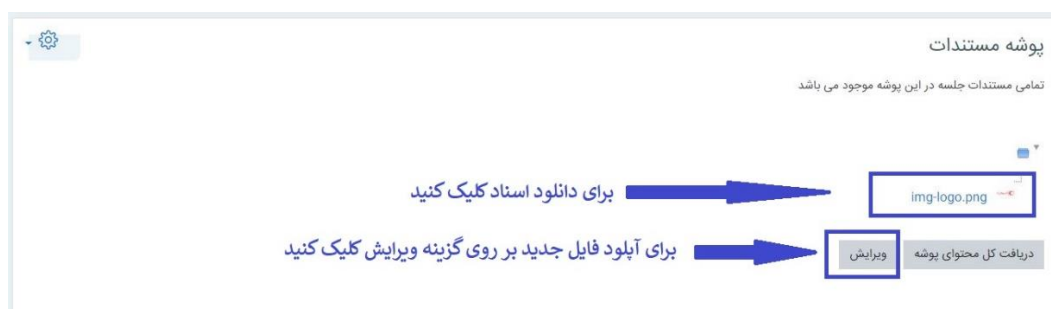 پوشه مستندات
تمامی مستندات جلسه در این پوشه موجود می باشد
img-logo.png
برای دانلود اسناد کلیک کنید
دریافت کل محتوای پوشه
ویرایش
برای آپلود فایل جدید بر روی گزینه ویرایش کلیک کنید